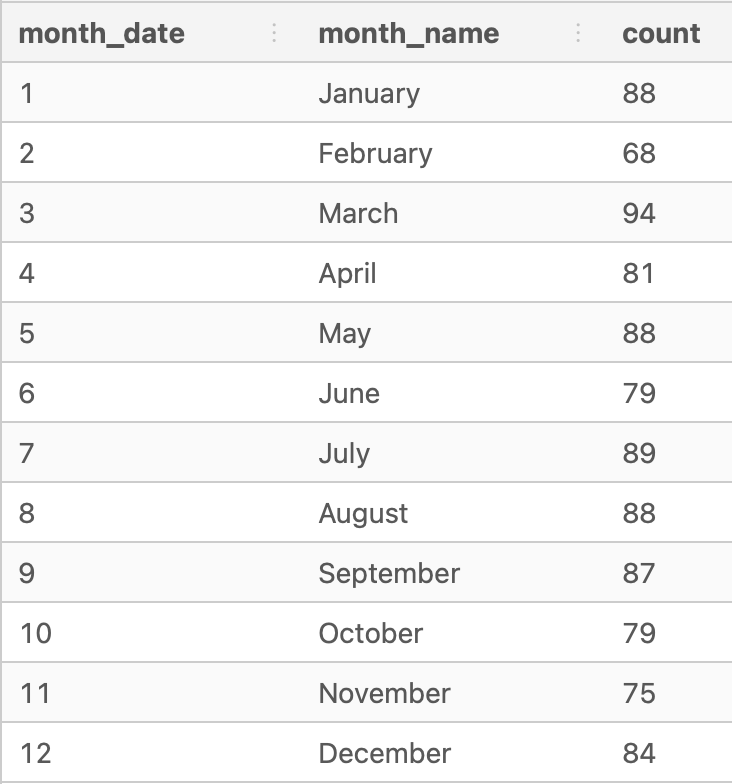 month_date month_name count
1 January 88
2 February 68
3 March 94
4 April 81
5 May 88
6 June 79
7 July 89
8 August 88
9 September 87
10 October 79
11 November 75
12 December 84